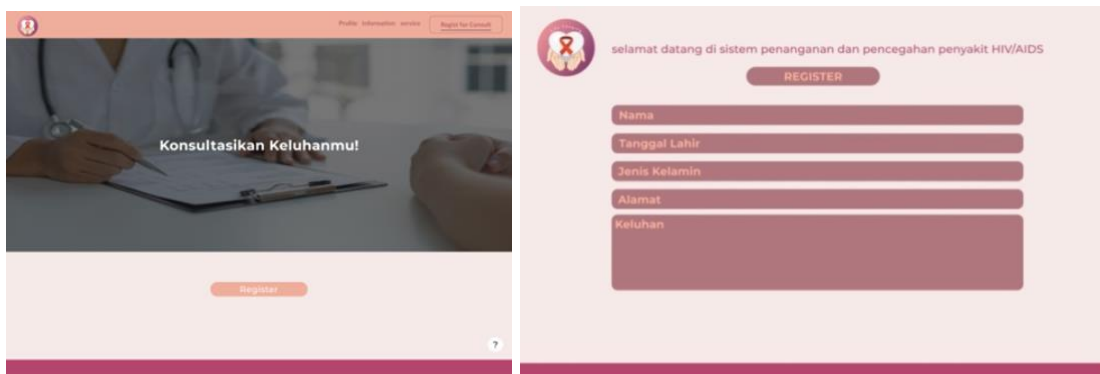 Profile Information service Regist for Consult
Konsultasikan Keluhanmu!
Register
?
selamat datang di sistem penanganan dan pencegahan penyakit HIV/AIDS
REGISTER
Nama
Tanggal Lahir
Jenis Kelamin
Alamat
Keluhan